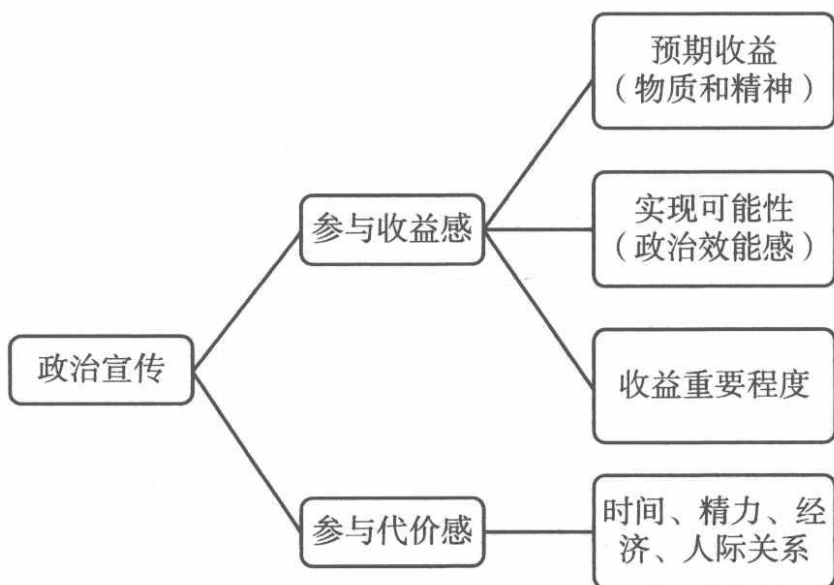 预期收益
（物质和精神）
参与收益感
实现可能性
（政治效能感）
政治宣传
收益重要程度
参与代价感
时间、精力、经
济、人际关系